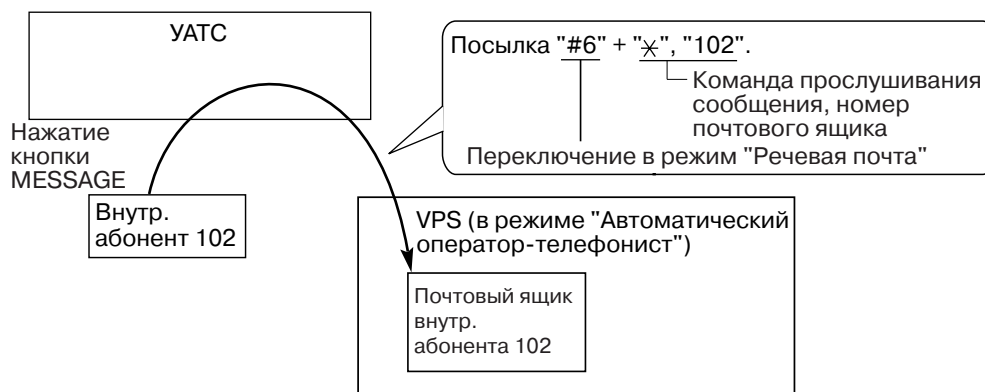 УАТС
Посылка "#6" + "✳", "102".
Команда прослушивания
сообщения, номер
почтового ящика
Переключение в режим "Речевая почта"
Нажатие
кнопки
MESSAGE
Внутр.
абонент 102
VPS (в режиме "Автоматический
оператор-телефонист")
Почтовый ящик
внутр.
абонента 102